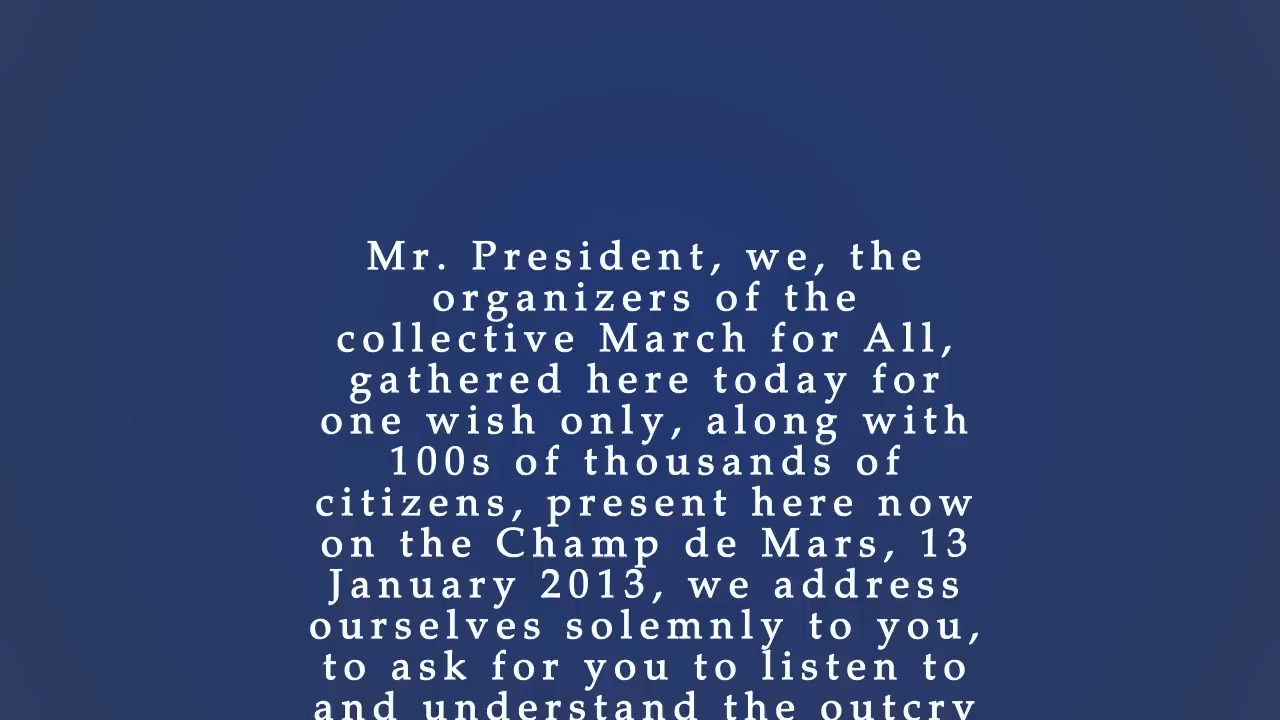 Mr. President, we, the
organizers of the
collective March for All,
gathered here today for
one wish only, along with
100s of thousands of
citizens, present here now
on the Champ de Mars, 13
January 2013, we address
ourselves solemnly to you,
to ask for you to listen to
and understand the outcry